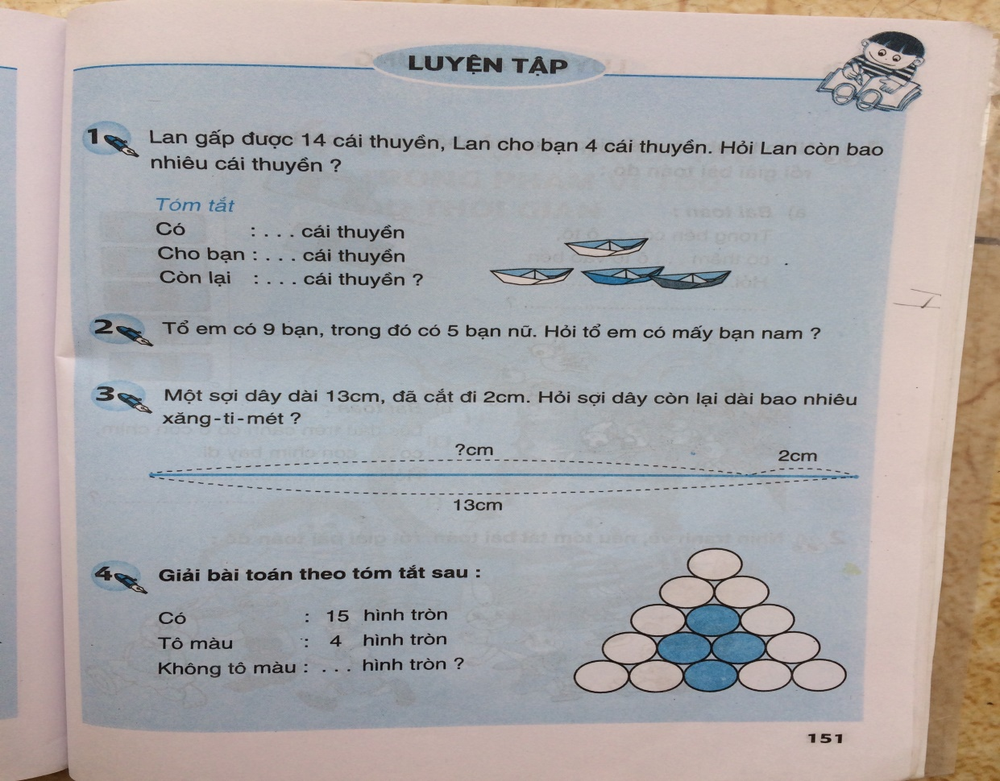 LUYỆN TẬP
1 Lan gấp được 14 cái thuyền, Lan cho bạn 4 cái thuyền. Hỏi Lan còn bao
nhiêu cái thuyền ?
Tóm tắt
Có : . . . cái thuyền
Cho bạn : . . . cái thuyền
Còn lại : . . . cái thuyền ?
2 Tổ em có 9 bạn, trong đó có 5 bạn nữ. Hỏi tổ em có mấy bạn nam ?
3 Một sợi dây dài 13cm, đã cắt đi 2cm. Hỏi sợi dây còn lại dài bao nhiêu
xăng-ti-mét ?
?cm
2cm
13cm
4 Giải bài toán theo tóm tắt sau :
Có : 15 hình tròn
Tô màu : 4 hình tròn
Không tô màu : . . . hình tròn ?
151